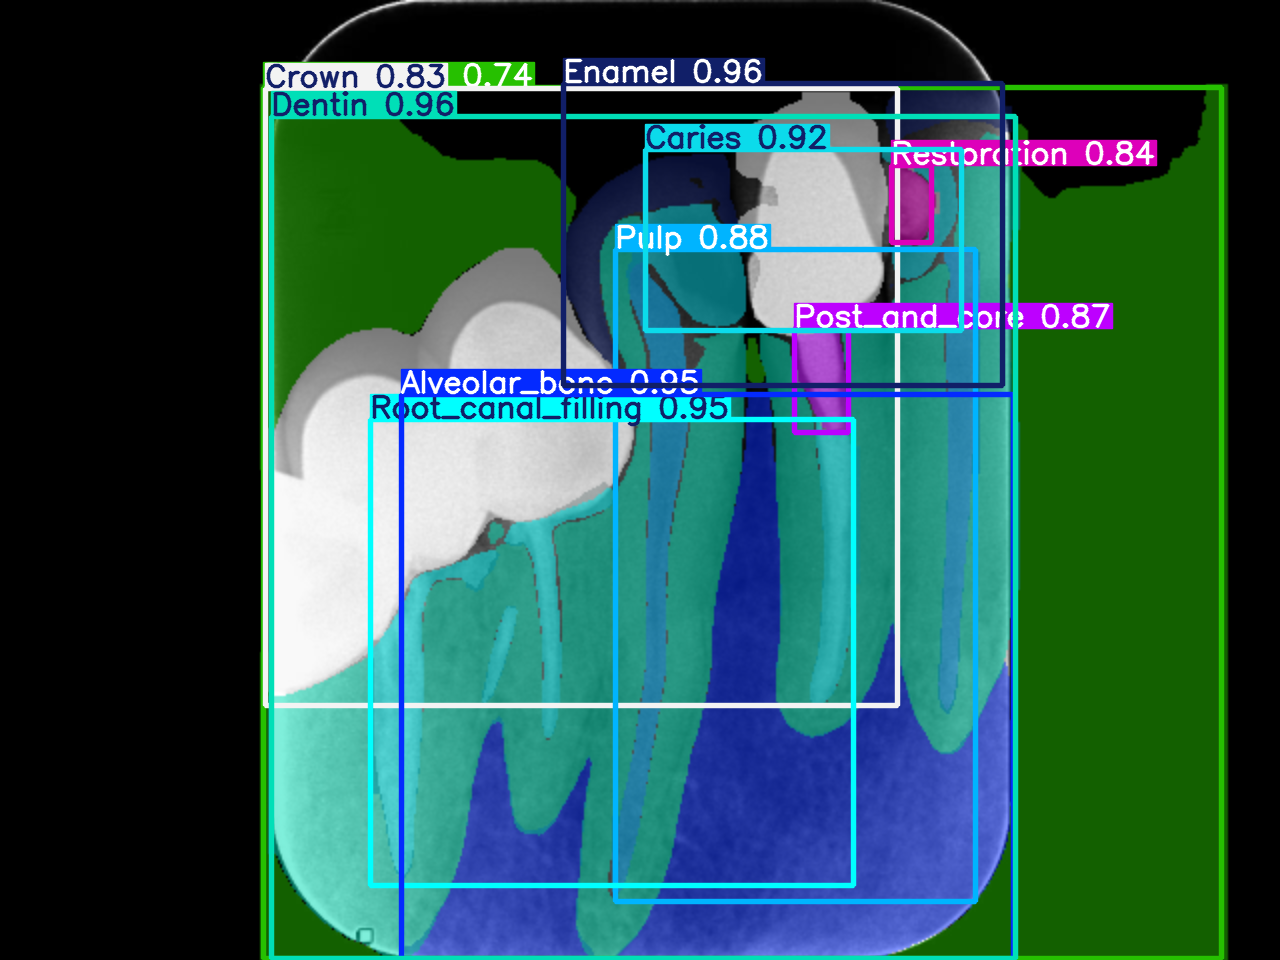 Enamel 0.96
Crown 0.83 0.74
Dentin 0.96
Caries 0.92
Restoration 0.84
Pulp 0.88
Post_and_core 0.87
Alveolar_bone 0.95
Root_canal_filling 0.95